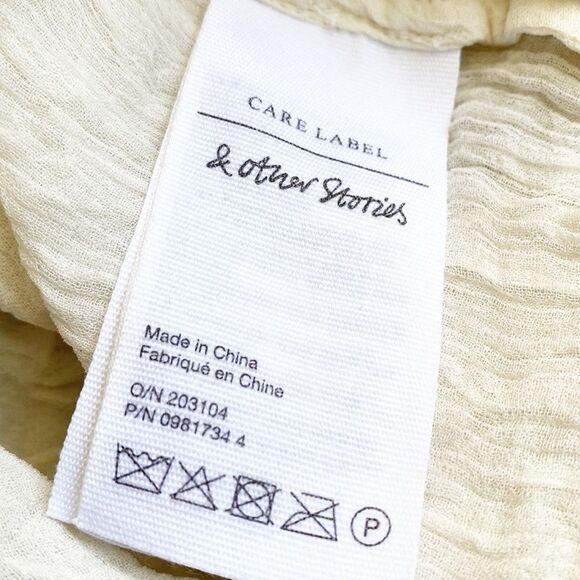 CARE LABEL
& other Stories
Made in China
Fabriqué en Chine
O/N 203104
P/N 0981734 4
P